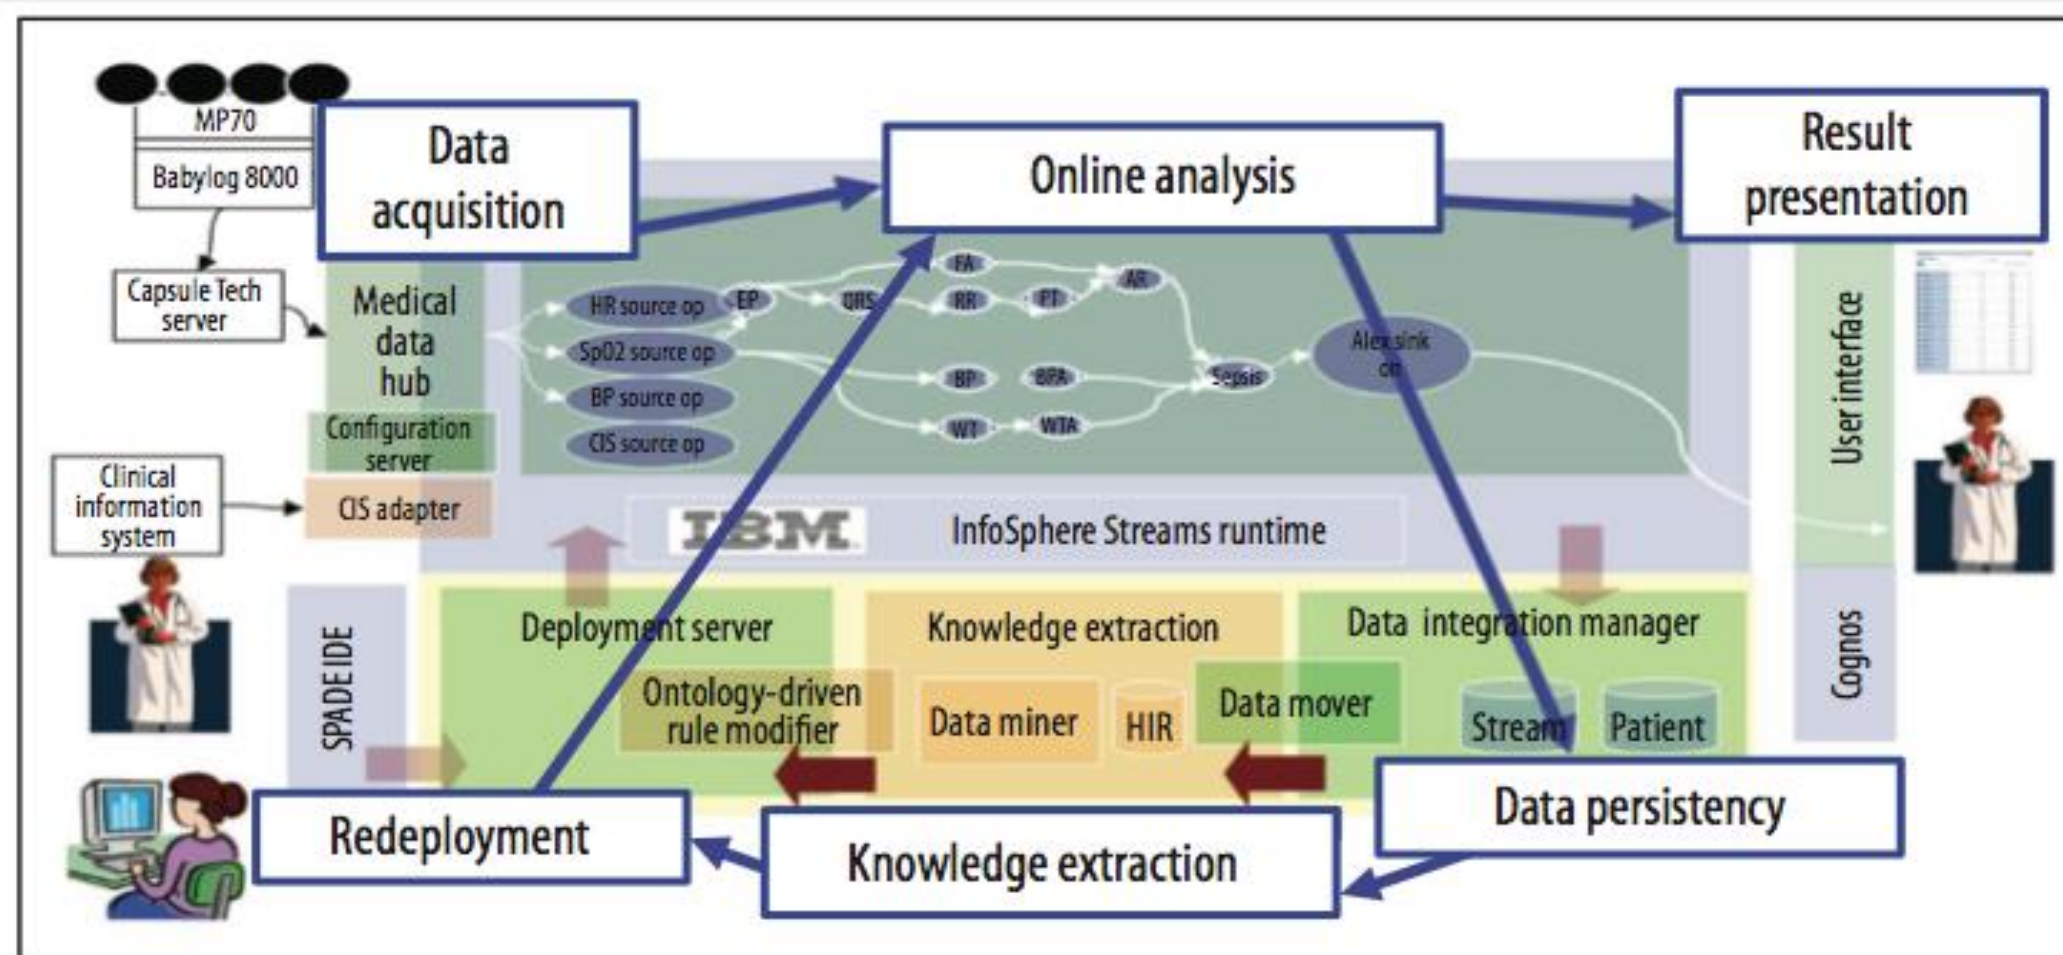 MP70
Babylog 8000
Capsule Tech
server
Clinical
information
system
Data
acquisition
Medical
data
hub
Configuration
server
CIS adapter
Online analysis
HR source op
SpO2 source op
BP source op
CIS source op
EP
QRS
FA
RR
PT
AR
BP
BPA
WT
WTA
Sepsis
sink
Result
presentation
User interface
Cognos
IBM
InfoSphere Streams runtime
SPADE IDE
Deployment server
Ontology-driven
rule modifier
Knowledge extraction
Data miner
HIR
Data mover
Data integration manager
Stream
Patient
Redeployment
Knowledge extraction
Data persistency